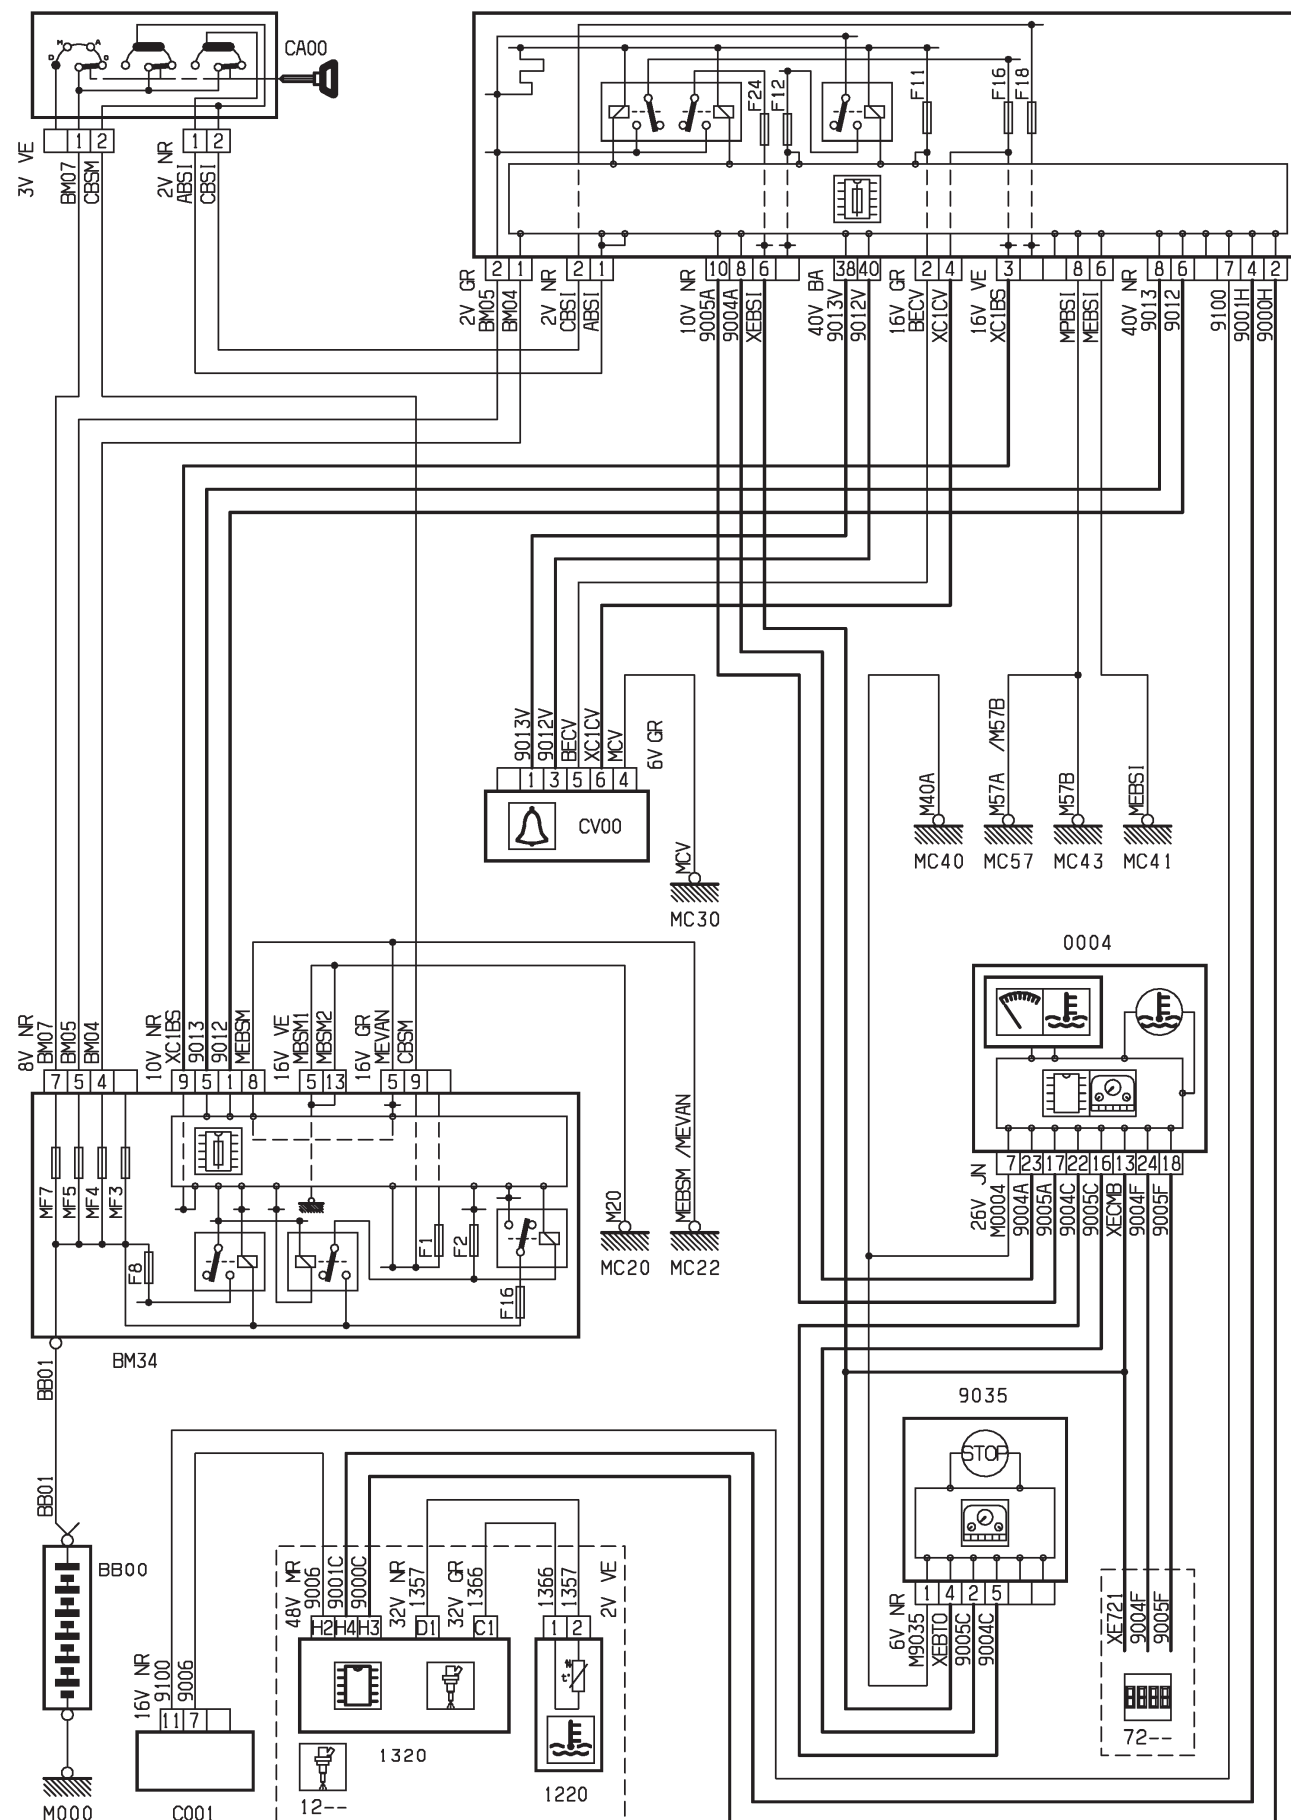 CA00
M A
D D
3V VE
1 2
BM07
CBSM
2V NR
1 2
ABSI
CBSI
F24
F12
F11
F16
F18
2V GR
2 1
BM05
BM04
2V NR
2 1
CBSI
ABSI
10V NR
10 8 6
9005A
9004A
XEBSI
40V BA
38 40
9013V
9012V
16V GR
2 4
BECV
XC1CV
16V VE
3 8 6
XC1BS
MPBSI
MEBSI
40V NR
8 6 7 4 2
9013
9012
9100
9001H
9000H
9013V
9012V
BECV
XC1CV
MCV
6V GR
1 3 5 6 4
CV00
MCV
MC30
M40A
MC40
M57A /M57B
MC57
M57B
MC43
MEBSI
MC41
8V NR
BM07
BM05
BM04
7 5 4
10V NR
XC1BS
9013
9012
MEBSM
9 5 1 8
16V VE
MBSM1
MBSM2
5 13
16V GR
MEVAN
CBSM
5 9
MF7
MF5
MF4
MF3
F8
F1
F2
F16
BM34
M20
MC20
MEBSM /MEVAN
MC22
0004
26V JN
7 23 17 22 16 13 24 18
M0004
9004A
9005A
9004C
9005C
XECMB
9004F
9005F
BB01
BB01
BB00
M000
9035
STOP
6V NR
1 4 2 5
M9035
XEBTO
9005C
9004C
XE721
9004F
9005F
72--
16V NR
9100
9006
11 7
C001
48V MR
9006
9001C
9000C
H2 H4 H3
32V NR
1357
D1
32V GR
1366
C1
1320
12--
1366
1357
2V VE
1 2
t°
1220